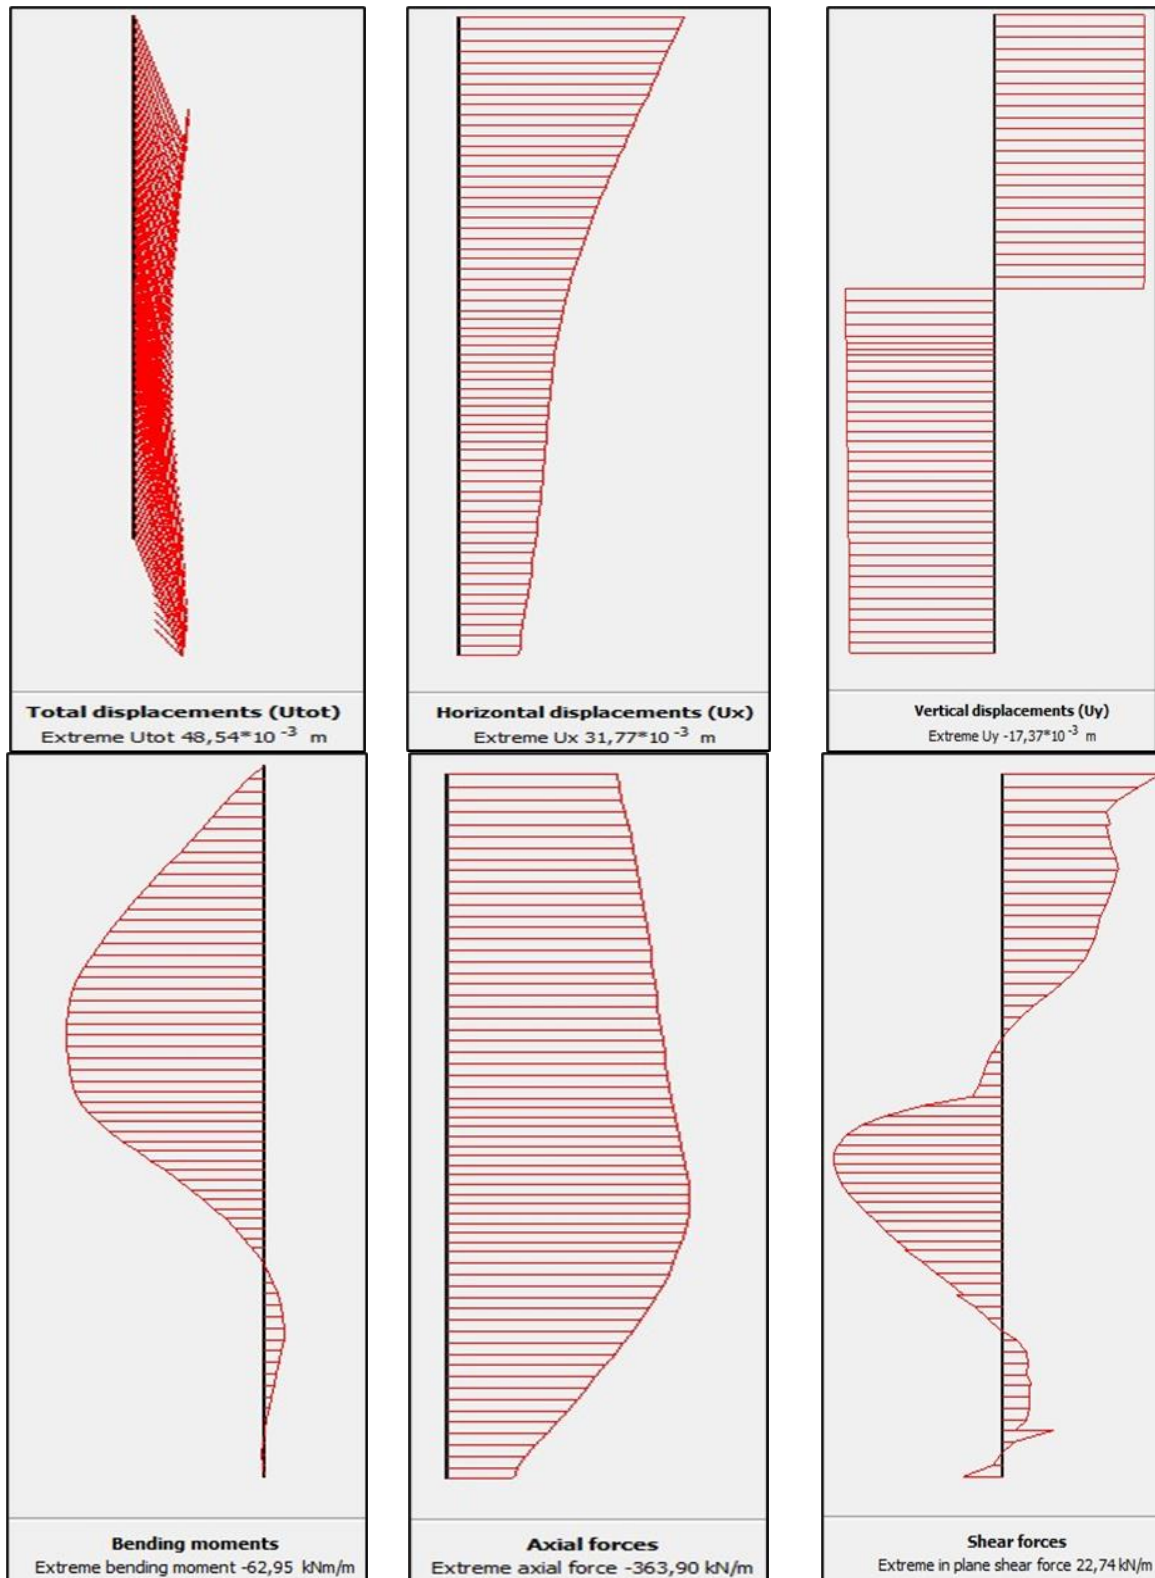 Total displacements (Utot)
Extreme Utot 48,54*10 -3 m
Horizontal displacements (Ux)
Extreme Ux 31,77*10 -3 m
Vertical displacements (Uy)
Extreme Uy -17,37*10 -3 m
Bending moments
Extreme bending moment -62,95 kNm/m
Axial forces
Extreme axial force -363,90 kN/m
Shear forces
Extreme in plane shear force 22,74 kN/m